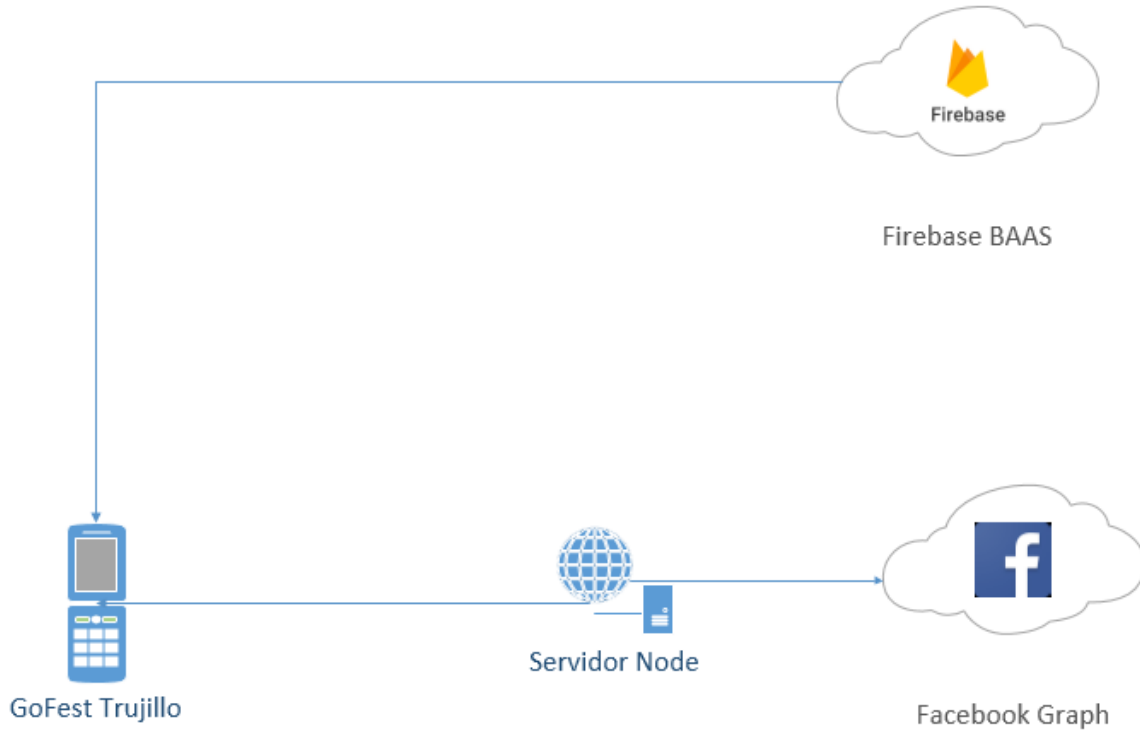 Firebase
Firebase BAAS
Servidor Node
GoFest Trujillo
Facebook Graph